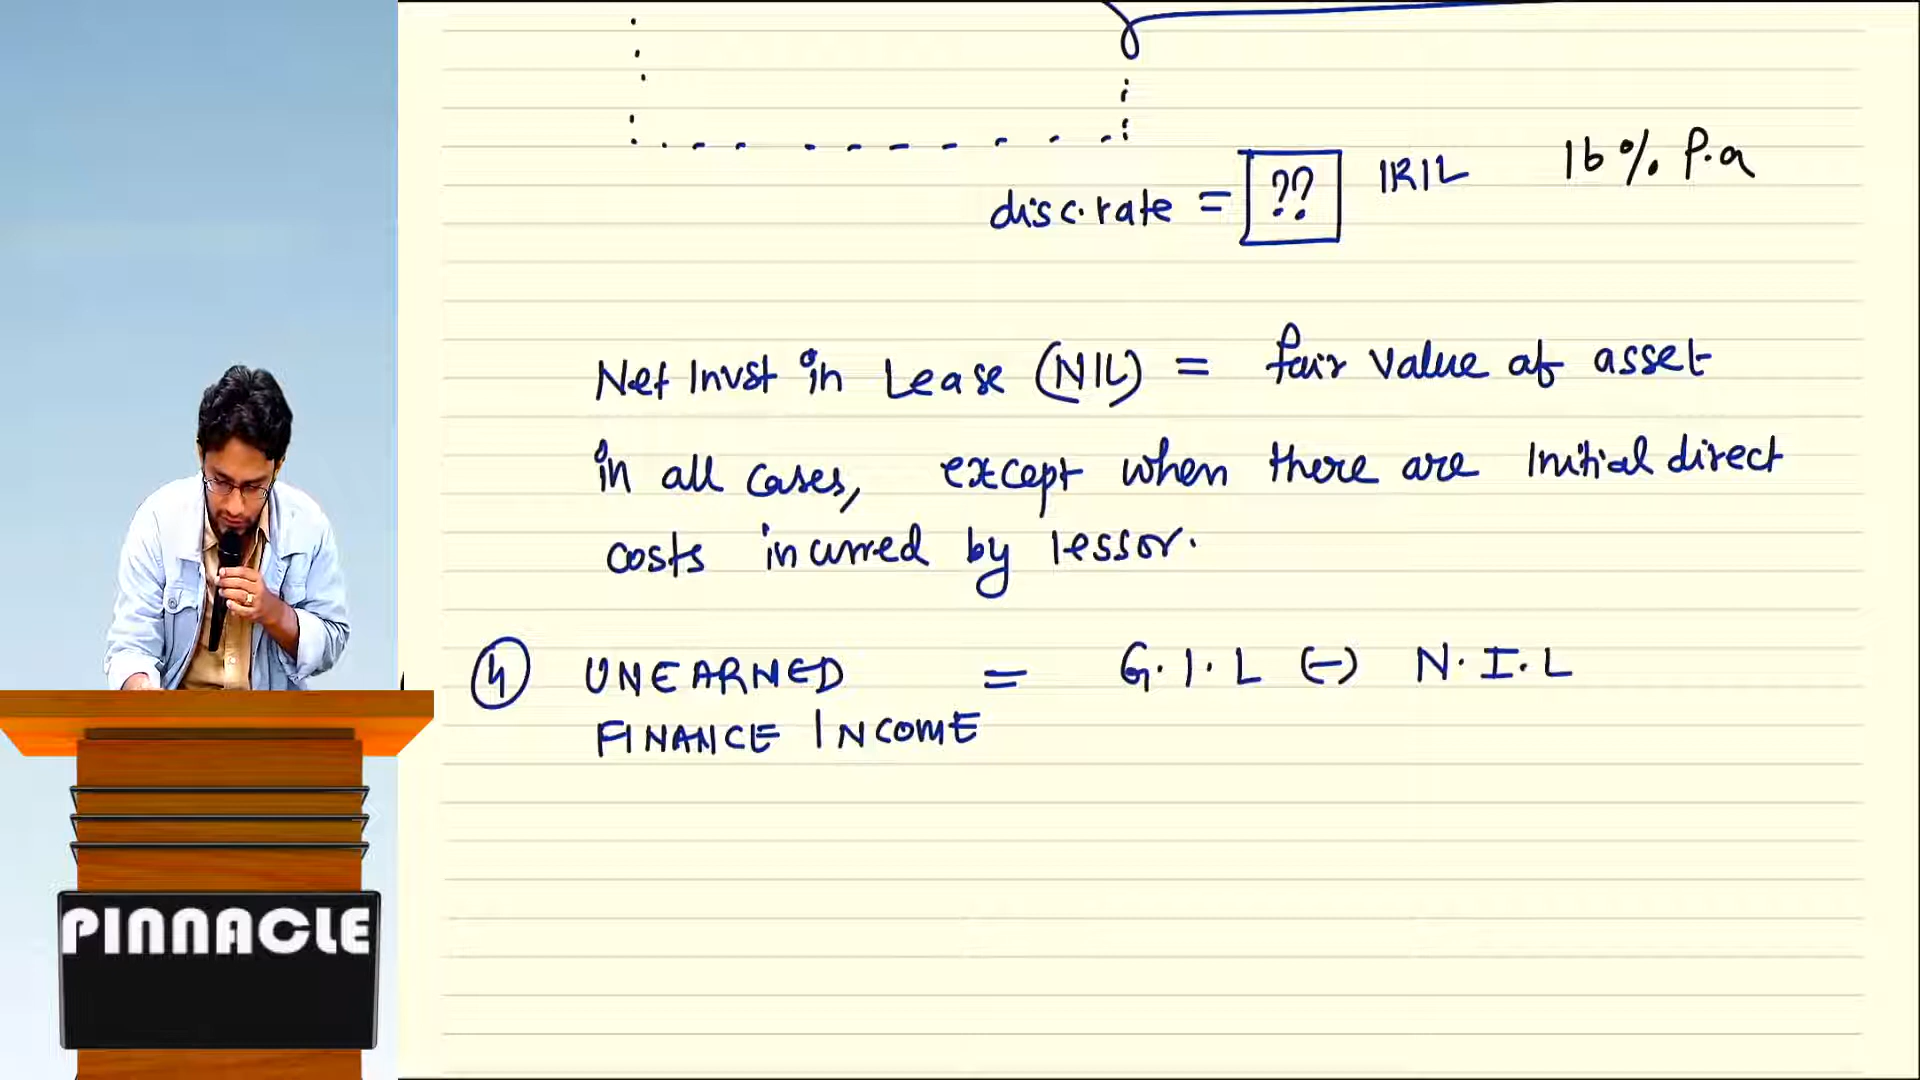 16% P.a
disc. rate = ?? IRIL
Net Invst in Lease (NIL) = fair value of asset
in all cases, except when there are initial direct
costs incurred by lessor.
④ UNEARNED = G.I.L (-) N.I.L
FINANCE INCOME
PINNACLE